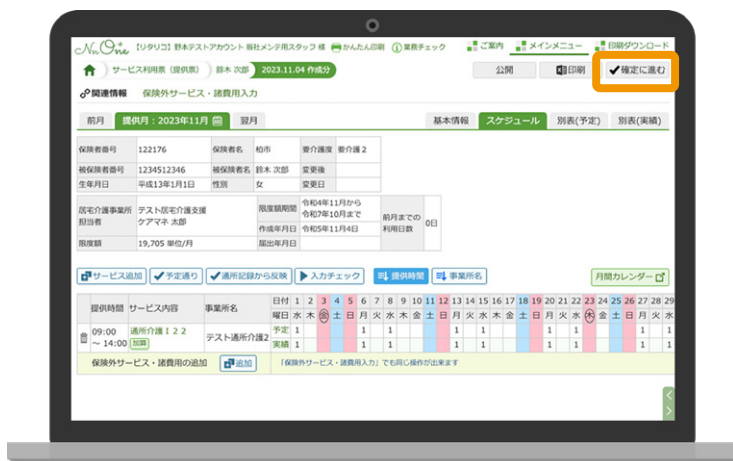 NuOne 【リタリコ】 野本テストアカウント 販社メンテ用スタッフ 様 かんたん印刷 業務チェック ご案内 メインメニュー 印刷ダウンロード
サービス利用票（提供票） 鈴木 次郎 2023.11.04 作成分 公開 印刷 ✔確定に進む
関連情報 保険外サービス・諸費用入力
前月 提供月：2023年11月 翌月 基本情報 スケジュール 別表(予定) 別表(実績)
保険者番号 122176 保険者名 柏市 要介護度 要介護２
被保険者番号 1234512346 被保険者名 鈴木 次郎 変更後
生年月日 平成13年1月1日 性別 女 変更日
居宅介護事業所 担当者 テスト居宅介護支援 ケアマネ 太郎 限度額期間 令和4年11月から 令和7年10月まで 前月までの 利用日数 0日
作成年月日 令和5年11月4日
限度額 19,705 単位/月 届出年月日
サービス追加 ✔予定通り ✔通所記録から反映 ▶入力チェック 提供時間 事業所名 月間カレンダー
提供時間 サービス内容 事業所名 日付 1 2 3 4 5 6 7 8 9 10 11 12 13 14 15 16 17 18 19 20 21 22 23 24 25 26 27 28 29
曜日 水 木 金 土 日 月 火 水 木 金 土 日 月 火 水 木 金 土 日 月 火 水 木 金 土 日 月 火 水
09:00 ～ 14:00 通所介護Ⅰ２２ 加算 テスト通所介護2 予定 1 1 1 1 1 1 1 1 1
実績 1 1 1 1 1 1 1 1 1
保険外サービス・諸費用の追加 追加 「保険外サービス・諸費用入力」でも同じ操作が出来ます